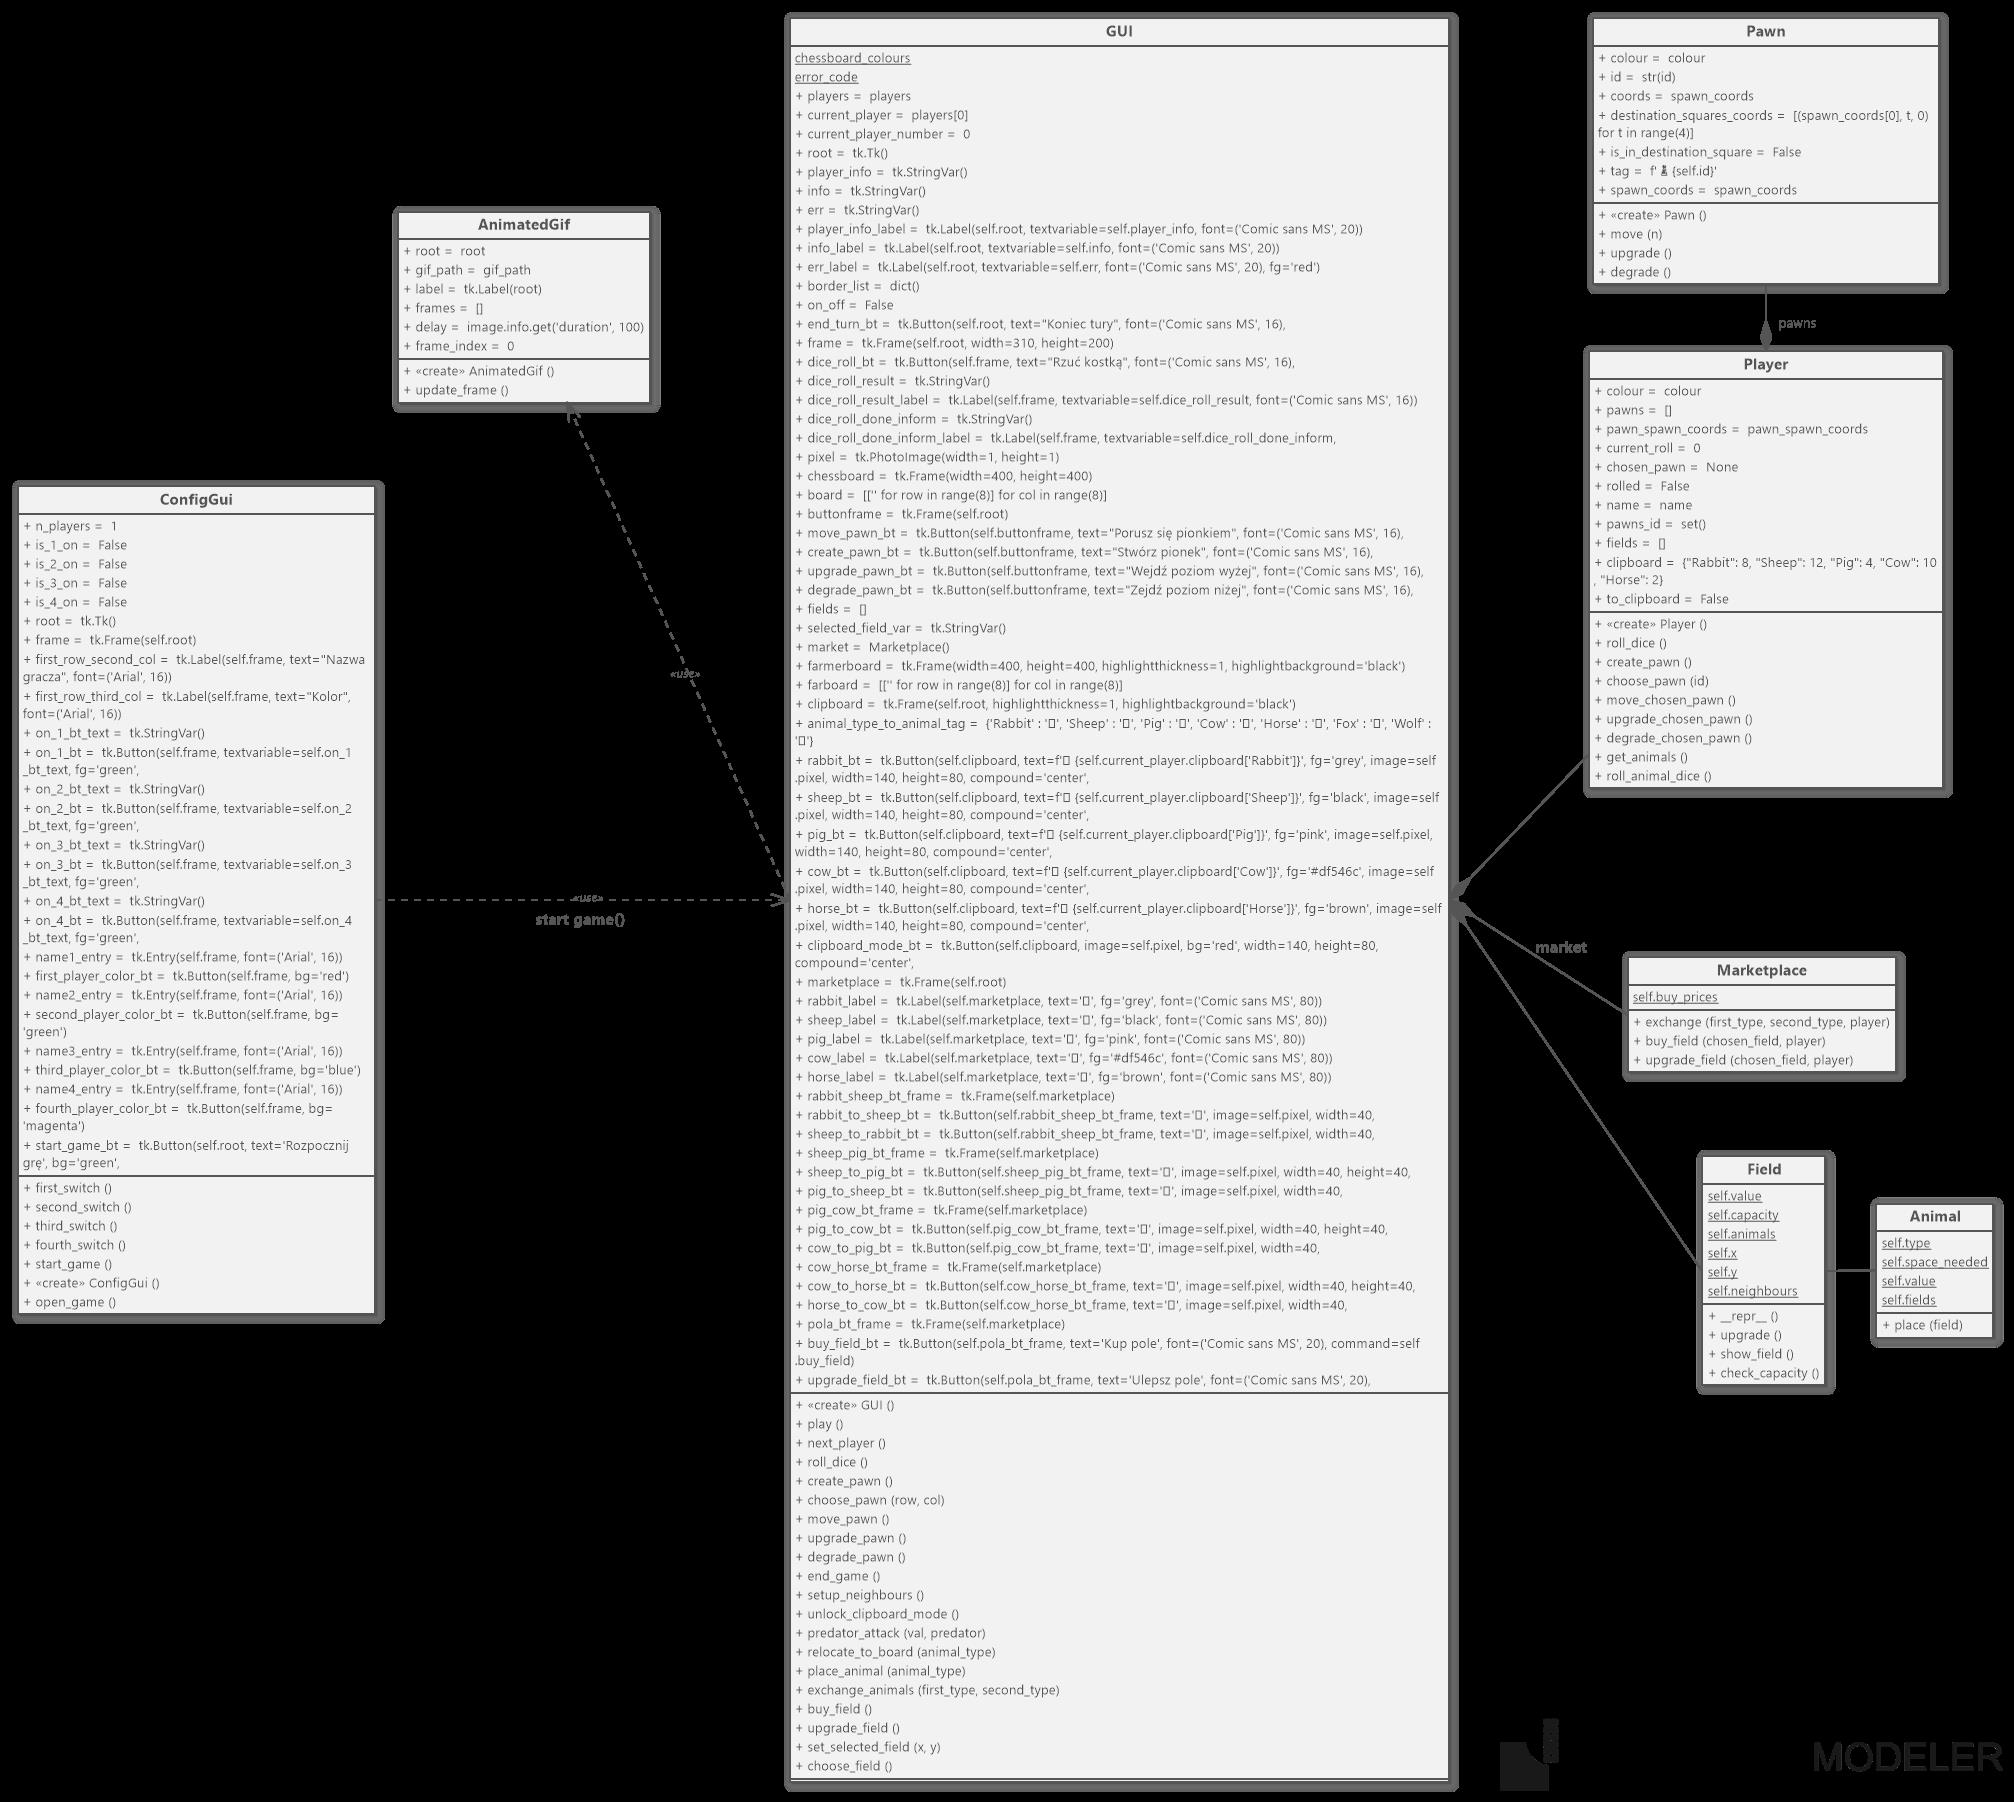 AnimatedGif
+ root =  root
+ gif_path =  gif_path
+ label =  tk.Label(root)
+ frames =  []
+ delay =  image.info.get('duration', 100)
+ frame_index =  0
+ «create» AnimatedGif ()
+ update_frame ()
ConfigGui
+ n_players =  1
+ is_1_on =  False
+ is_2_on =  False
+ is_3_on =  False
+ is_4_on =  False
+ root =  tk.Tk()
+ frame =  tk.Frame(self.root)
+ first_row_second_col =  tk.Label(self.frame, text="Nazwa
gracza", font=('Arial', 16))
+ first_row_third_col =  tk.Label(self.frame, text="Kolor",
font=('Arial', 16))
+ on_1_bt_text =  tk.StringVar()
+ on_1_bt =  tk.Button(self.frame, textvariable=self.on_1
_bt_text, fg='green',
+ on_2_bt_text =  tk.StringVar()
+ on_2_bt =  tk.Button(self.frame, textvariable=self.on_2
_bt_text, fg='green',
+ on_3_bt_text =  tk.StringVar()
+ on_3_bt =  tk.Button(self.frame, textvariable=self.on_3
_bt_text, fg='green',
+ on_4_bt_text =  tk.StringVar()
+ on_4_bt =  tk.Button(self.frame, textvariable=self.on_4
_bt_text, fg='green',
+ name1_entry =  tk.Entry(self.frame, font=('Arial', 16))
+ first_player_color_bt =  tk.Button(self.frame, bg='red')
+ name2_entry =  tk.Entry(self.frame, font=('Arial', 16))
+ second_player_color_bt =  tk.Button(self.frame, bg=
'green')
+ name3_entry =  tk.Entry(self.frame, font=('Arial', 16))
+ third_player_color_bt =  tk.Button(self.frame, bg='blue')
+ name4_entry =  tk.Entry(self.frame, font=('Arial', 16))
+ fourth_player_color_bt =  tk.Button(self.frame, bg=
'magenta')
+ start_game_bt =  tk.Button(self.root, text='Rozpocznij
grę', bg='green',
+ first_switch ()
+ second_switch ()
+ third_switch ()
+ fourth_switch ()
+ start_game ()
+ «create» ConfigGui ()
+ open_game ()
«use»
«use»
start game()
GUI
chessboard_colours
error_code
+ players =  players
+ current_player =  players[0]
+ current_player_number =  0
+ root =  tk.Tk()
+ player_info =  tk.StringVar()
+ info =  tk.StringVar()
+ err =  tk.StringVar()
+ player_info_label =  tk.Label(self.root, textvariable=self.player_info, font=('Comic sans MS', 20))
+ info_label =  tk.Label(self.root, textvariable=self.info, font=('Comic sans MS', 20))
+ err_label =  tk.Label(self.root, textvariable=self.err, font=('Comic sans MS', 20), fg='red')
+ border_list =  dict()
+ on_off =  False
+ end_turn_bt =  tk.Button(self.root, text="Koniec tury", font=('Comic sans MS', 16),
+ frame =  tk.Frame(self.root, width=310, height=200)
+ dice_roll_bt =  tk.Button(self.frame, text="Rzuć kostką", font=('Comic sans MS', 16),
+ dice_roll_result =  tk.StringVar()
+ dice_roll_result_label =  tk.Label(self.frame, textvariable=self.dice_roll_result, font=('Comic sans MS', 16))
+ dice_roll_done_inform =  tk.StringVar()
+ dice_roll_done_inform_label =  tk.Label(self.frame, textvariable=self.dice_roll_done_inform,
+ pixel =  tk.PhotoImage(width=1, height=1)
+ chessboard =  tk.Frame(width=400, height=400)
+ board =  [['' for row in range(8)] for col in range(8)]
+ buttonframe =  tk.Frame(self.root)
+ move_pawn_bt =  tk.Button(self.buttonframe, text="Porusz się pionkiem", font=('Comic sans MS', 16),
+ create_pawn_bt =  tk.Button(self.buttonframe, text="Stwórz pionek", font=('Comic sans MS', 16),
+ upgrade_pawn_bt =  tk.Button(self.buttonframe, text="Wejdź poziom wyżej", font=('Comic sans MS', 16),
+ degrade_pawn_bt =  tk.Button(self.buttonframe, text="Zejdź poziom niżej", font=('Comic sans MS', 16),
+ fields =  []
+ selected_field_var =  tk.StringVar()
+ market =  Marketplace()
+ farmerboard =  tk.Frame(width=400, height=400, highlightthickness=1, highlightbackground='black')
+ farboard =  [['' for row in range(8)] for col in range(8)]
+ clipboard =  tk.Frame(self.root, highlightthickness=1, highlightbackground='black')
+ animal_type_to_animal_tag =  {'Rabbit' : '▯', 'Sheep' : '▯', 'Pig' : '▯', 'Cow' : '▯', 'Horse' : '▯', 'Fox' : '▯', 'Wolf' :
'▯'}
+ rabbit_bt =  tk.Button(self.clipboard, text=f'▯ {self.current_player.clipboard['Rabbit']}', fg='grey', image=self
.pixel, width=140, height=80, compound='center',
+ sheep_bt =  tk.Button(self.clipboard, text=f'▯ {self.current_player.clipboard['Sheep']}', fg='black', image=self
.pixel, width=140, height=80, compound='center',
+ pig_bt =  tk.Button(self.clipboard, text=f'▯ {self.current_player.clipboard['Pig']}', fg='pink', image=self.pixel,
width=140, height=80, compound='center',
+ cow_bt =  tk.Button(self.clipboard, text=f'▯ {self.current_player.clipboard['Cow']}', fg='#df546c', image=self
.pixel, width=140, height=80, compound='center',
+ horse_bt =  tk.Button(self.clipboard, text=f'▯ {self.current_player.clipboard['Horse']}', fg='brown', image=self
.pixel, width=140, height=80, compound='center',
+ clipboard_mode_bt =  tk.Button(self.clipboard, image=self.pixel, bg='red', width=140, height=80,
compound='center',
+ marketplace =  tk.Frame(self.root)
+ rabbit_label =  tk.Label(self.marketplace, text='▯', fg='grey', font=('Comic sans MS', 80))
+ sheep_label =  tk.Label(self.marketplace, text='▯', fg='black', font=('Comic sans MS', 80))
+ pig_label =  tk.Label(self.marketplace, text='▯', fg='pink', font=('Comic sans MS', 80))
+ cow_label =  tk.Label(self.marketplace, text='▯', fg='#df546c', font=('Comic sans MS', 80))
+ horse_label =  tk.Label(self.marketplace, text='▯', fg='brown', font=('Comic sans MS', 80))
+ rabbit_sheep_bt_frame =  tk.Frame(self.marketplace)
+ rabbit_to_sheep_bt =  tk.Button(self.rabbit_sheep_bt_frame, text='▯', image=self.pixel, width=40,
+ sheep_to_rabbit_bt =  tk.Button(self.rabbit_sheep_bt_frame, text='▯', image=self.pixel, width=40,
+ sheep_pig_bt_frame =  tk.Frame(self.marketplace)
+ sheep_to_pig_bt =  tk.Button(self.sheep_pig_bt_frame, text='▯', image=self.pixel, width=40, height=40,
+ pig_to_sheep_bt =  tk.Button(self.sheep_pig_bt_frame, text='▯', image=self.pixel, width=40,
+ pig_cow_bt_frame =  tk.Frame(self.marketplace)
+ pig_to_cow_bt =  tk.Button(self.pig_cow_bt_frame, text='▯', image=self.pixel, width=40, height=40,
+ cow_to_pig_bt =  tk.Button(self.pig_cow_bt_frame, text='▯', image=self.pixel, width=40,
+ cow_horse_bt_frame =  tk.Frame(self.marketplace)
+ cow_to_horse_bt =  tk.Button(self.cow_horse_bt_frame, text='▯', image=self.pixel, width=40, height=40,
+ horse_to_cow_bt =  tk.Button(self.cow_horse_bt_frame, text='▯', image=self.pixel, width=40,
+ pola_bt_frame =  tk.Frame(self.marketplace)
+ buy_field_bt =  tk.Button(self.pola_bt_frame, text='Kup pole', font=('Comic sans MS', 20), command=self
.buy_field)
+ upgrade_field_bt =  tk.Button(self.pola_bt_frame, text='Ulepsz pole', font=('Comic sans MS', 20),
+ «create» GUI ()
+ play ()
+ next_player ()
+ roll_dice ()
+ create_pawn ()
+ choose_pawn (row, col)
+ move_pawn ()
+ upgrade_pawn ()
+ degrade_pawn ()
+ end_game ()
+ setup_neighbours ()
+ unlock_clipboard_mode ()
+ predator_attack (val, predator)
+ relocate_to_board (animal_type)
+ place_animal (animal_type)
+ exchange_animals (first_type, second_type)
+ buy_field ()
+ upgrade_field ()
+ set_selected_field (x, y)
+ choose_field ()
Pawn
+ colour =  colour
+ id =  str(id)
+ coords =  spawn_coords
+ destination_squares_coords =  [(spawn_coords[0], t, 0)
for t in range(4)]
+ is_in_destination_square =  False
+ tag =  f'♟{self.id}'
+ spawn_coords =  spawn_coords
+ «create» Pawn ()
+ move (n)
+ upgrade ()
+ degrade ()
pawns
Player
+ colour =  colour
+ pawns =  []
+ pawn_spawn_coords =  pawn_spawn_coords
+ current_roll =  0
+ chosen_pawn =  None
+ rolled =  False
+ name =  name
+ pawns_id =  set()
+ fields =  []
+ clipboard =  {"Rabbit": 8, "Sheep": 12, "Pig": 4, "Cow": 10
, "Horse": 2}
+ to_clipboard =  False
+ «create» Player ()
+ roll_dice ()
+ create_pawn ()
+ choose_pawn (id)
+ move_chosen_pawn ()
+ upgrade_chosen_pawn ()
+ degrade_chosen_pawn ()
+ get_animals ()
+ roll_animal_dice ()
market
Marketplace
self.buy_prices
+ exchange (first_type, second_type, player)
+ buy_field (chosen_field, player)
+ upgrade_field (chosen_field, player)
Field
self.value
self.capacity
self.animals
self.x
self.y
self.neighbours
+ __repr__ ()
+ upgrade ()
+ show_field ()
+ check_capacity ()
Animal
self.type
self.space_needed
self.value
self.fields
+ place (field)
MODELER